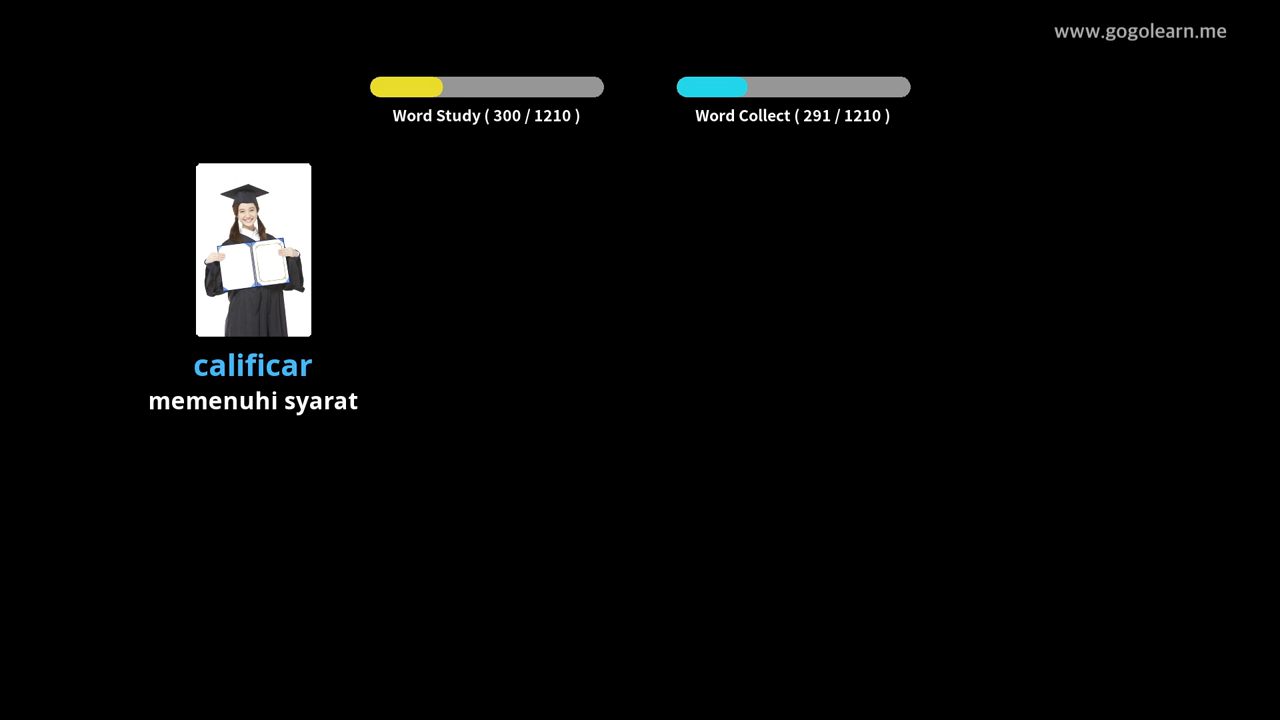 www.gogolearn.me
Word Study ( 300 / 1210 )
Word Collect ( 291 / 1210 )
calificar
memenuhi syarat